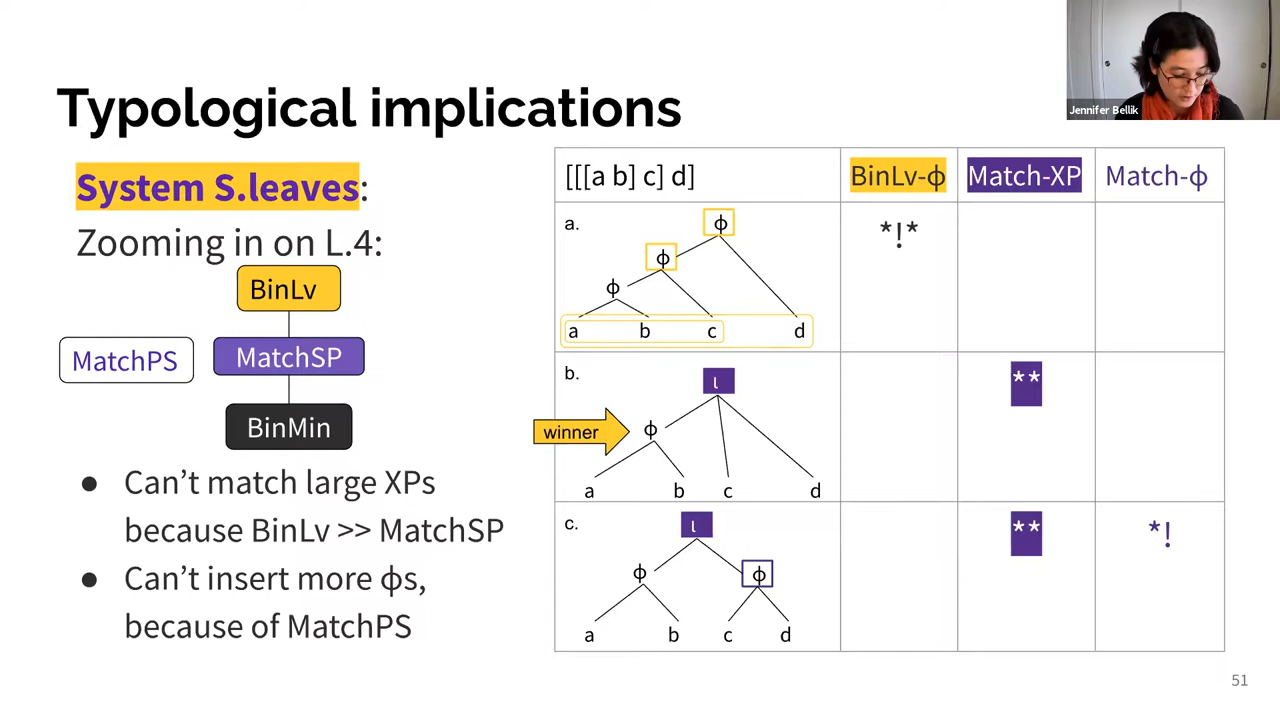 Jennifer Bellik
Typological implications
System S.leaves:
Zooming in on L.4:
BinLv
MatchPS
MatchSP
BinMin
● Can't match large XPs
because BinLv >> MatchSP
● Can't insert more ϕs,
because of MatchPS
[[[a b] c] d]
BinLv-ϕ
Match-XP
Match-ϕ
a.
ϕ
ϕ
ϕ
a b c d
*!*
b.
ι
winner
ϕ
a b c d
**
c.
ι
ϕ ϕ
a b c d
**
*!
51